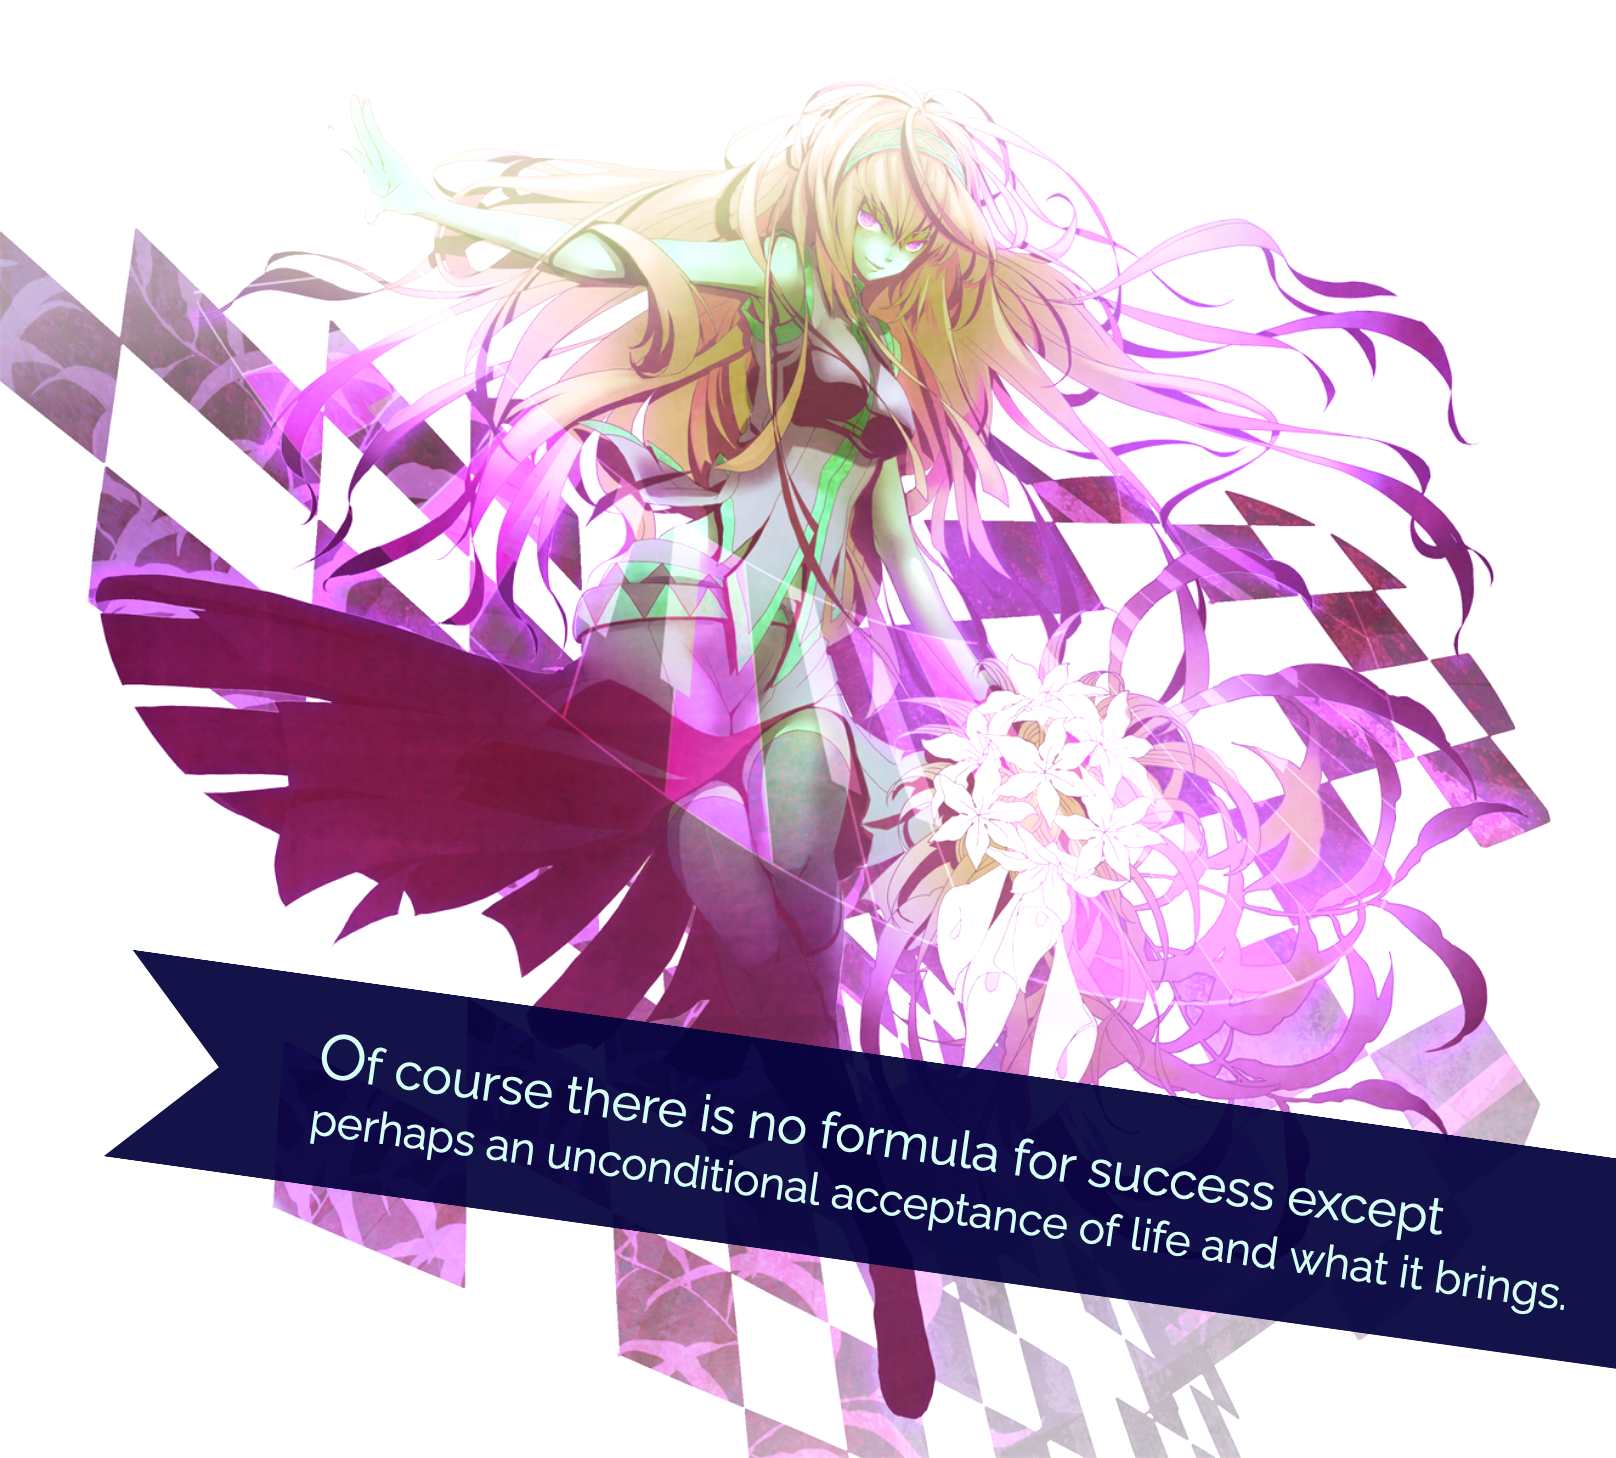 Of course there is no formula for success except
perhaps an unconditional acceptance of life and what it brings.